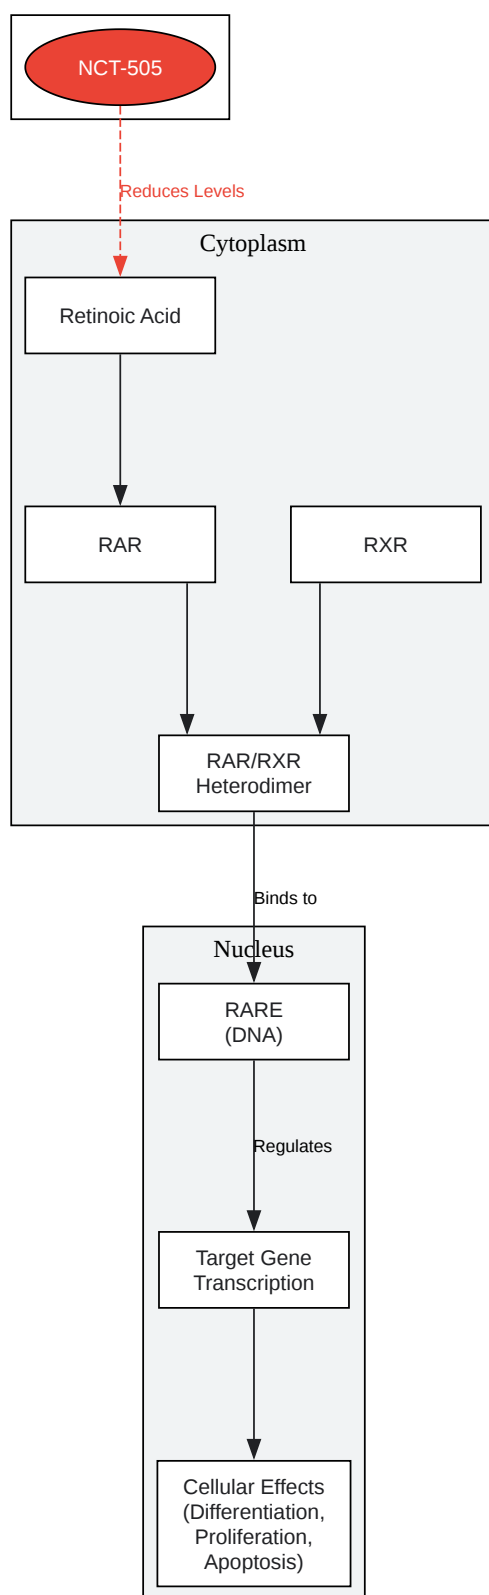 NCT-505
Reduces Levels
Cytoplasm
Retinoic Acid
RAR
RXR
RAR/RXR
Heterodimer
Binds to
Nucleus
RARE
(DNA)
Regulates
Target Gene
Transcription
Cellular Effects
(Differentiation,
Proliferation,
Apoptosis)